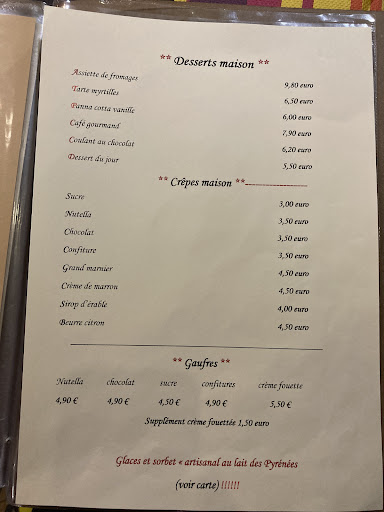 ** Desserts maison **
Assiette de fromages 9,80 euro
Tarte myrtilles 6,50 euro
Panna cotta vanille 6,00 euro
Café gourmand 7,90 euro
Coulant au chocolat 6,20 euro
Dessert du jour 5,50 euro
** Crêpes maison **
Sucre 3,00 euro
Nutella 3,50 euro
Chocolat 3,50 euro
Confiture 3,50 euro
Grand marnier 4,50 euro
Crème de marron 4,50 euro
Sirop d'érable 4,00 euro
Beurre citron 4,50 euro
** Gaufres **
Nutella chocolat sucre confitures crème fouette
4,90 € 4,90 € 4,50 € 4,90 € 5,50 €
Supplément crème fouettée 1,50 euro
Glaces et sorbet « artisanal au lait des Pyrénées
(voir carte) !!!!!!